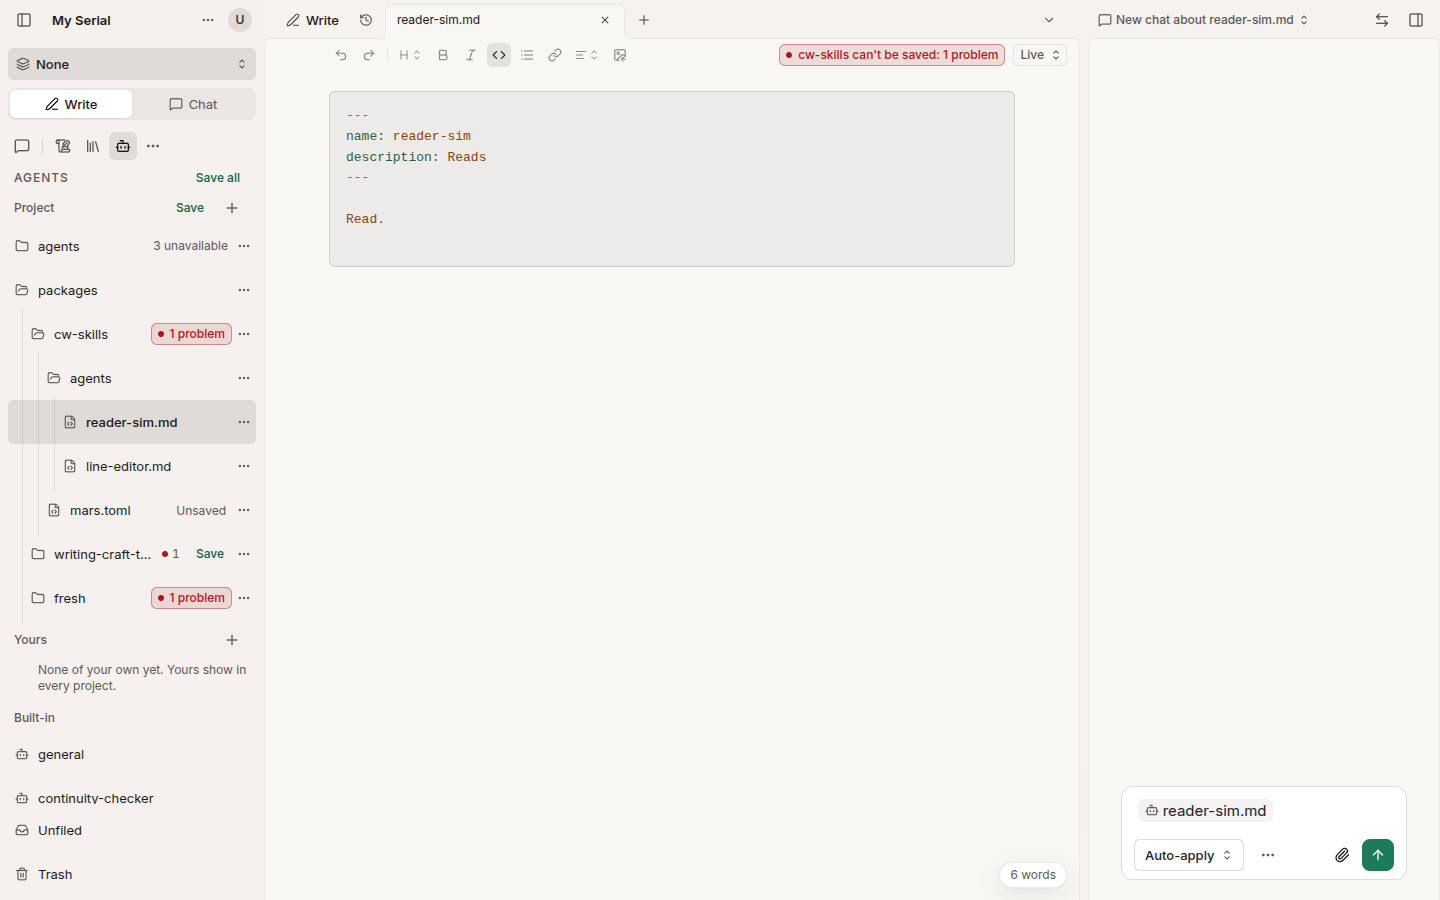 My Serial
U
None
Write
Chat
AGENTS
Save all
Project
Save
agents
3 unavailable
packages
cw-skills
1 problem
agents
reader-sim.md
line-editor.md
mars.toml
Unsaved
writing-craft-t...
1
Save
fresh
1 problem
Yours
None of your own yet. Yours show in
every project.
Built-in
general
continuity-checker
Unfiled
Trash
Write
reader-sim.md
H
B
I
cw-skills can't be saved: 1 problem
Live
---
name: reader-sim
description: Reads
---
Read.
6 words
New chat about reader-sim.md
reader-sim.md
Auto-apply